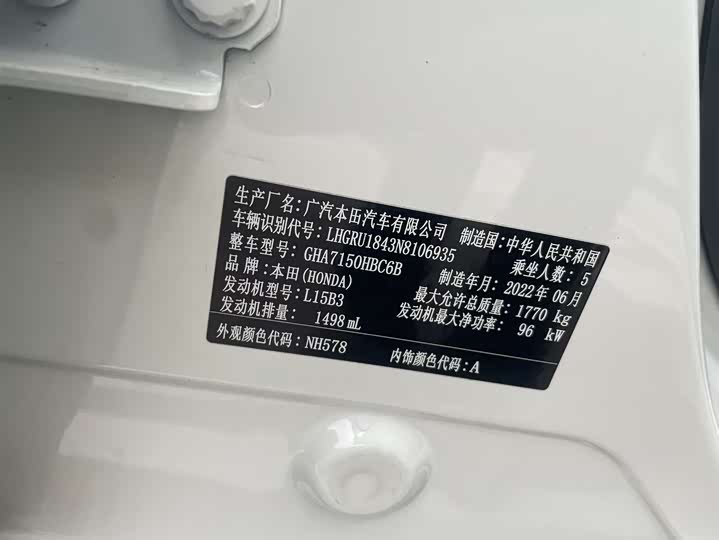 生产厂名:广汽本田汽车有限公司 制造国:中华人民共和国
车辆识别代号:LHGRU1843N8106935 乘坐人数:5
整车型号:GHA7150HBC6B 制造年月:2022年06月
品牌:本田(HONDA) 最大允许总质量:1770 kg
发动机型号:L15B3 发动机最大净功率: 96 kW
发动机排量: 1498 mL
外观颜色代码:NH578 内饰颜色代码:A